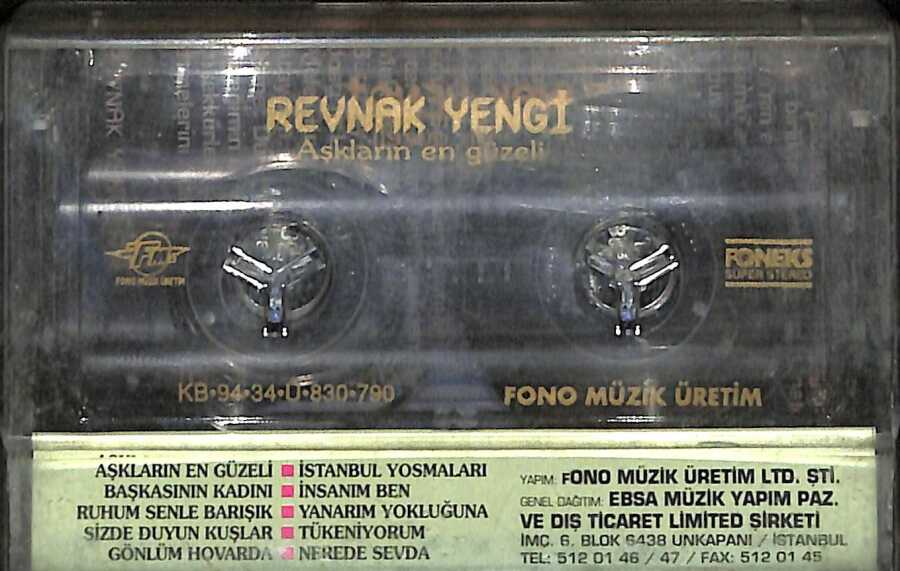 REVNAK YENGİ
Aşkların en güzeli
FONO MÜZİK ÜRETİM
FONEKS
SUPER STEREO
KB•94•34•Ü•830•790
FONO MÜZİK ÜRETİM
AŞKLARIN EN GÜZELİ ■ İSTANBUL YOSMALARI
BAŞKASININ KADINI ■ İNSANIM BEN
RUHUM SENLE BARIŞIK ■ YANARIM YOKLUĞUNA
SİZDE DUYUN KUŞLAR ■ TÜKENİYORUM
GÖNLÜM HOVARDA ■ NEREDE SEVDA
YAPIM: FONO MÜZİK ÜRETİM LTD. ŞTİ.
GENEL DAĞITIM: EBSA MÜZİK YAPIM PAZ.
VE DIŞ TİCARET LİMİTED ŞİRKETİ
İMÇ. 6. BLOK 6438 UNKAPANI / İSTANBUL
TEL: 512 01 46 / 47 / FAX: 512 01 45